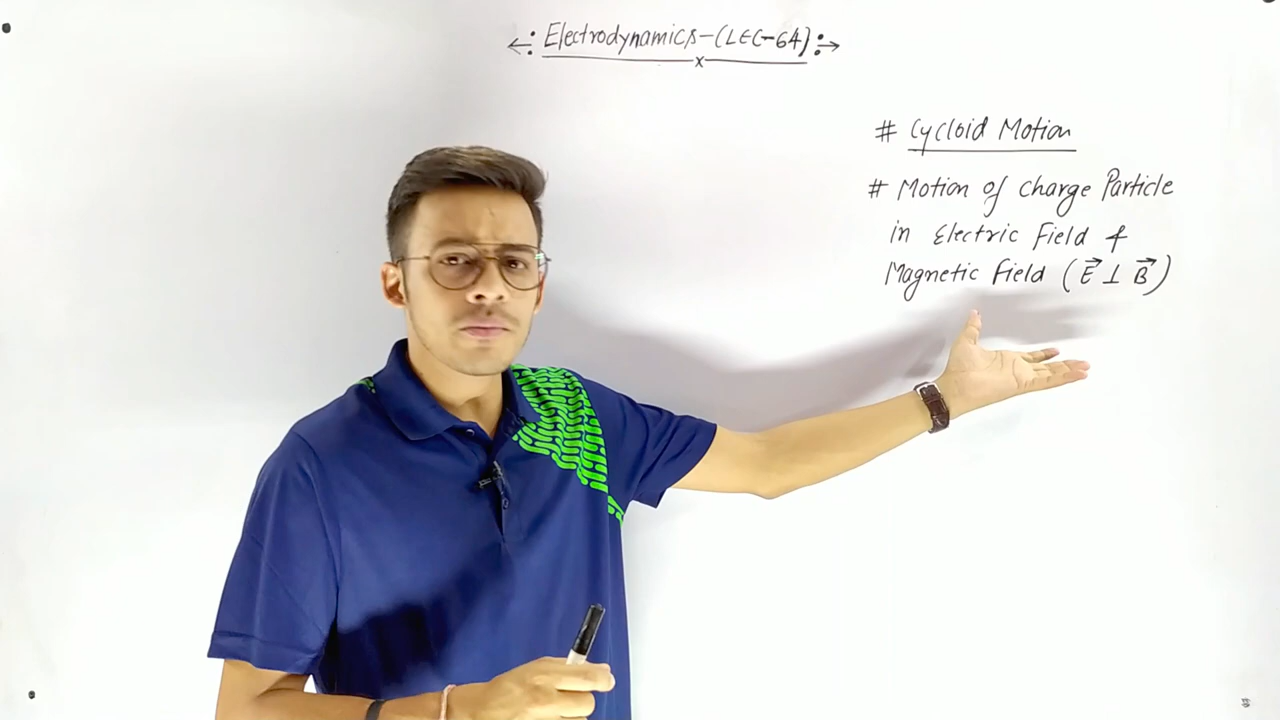 Electrodynamics-(LEC-64)
# Cycloid Motion
# Motion of Charge Particle
in Electric Field &
Magnetic Field (E⃗ ⊥ B⃗)